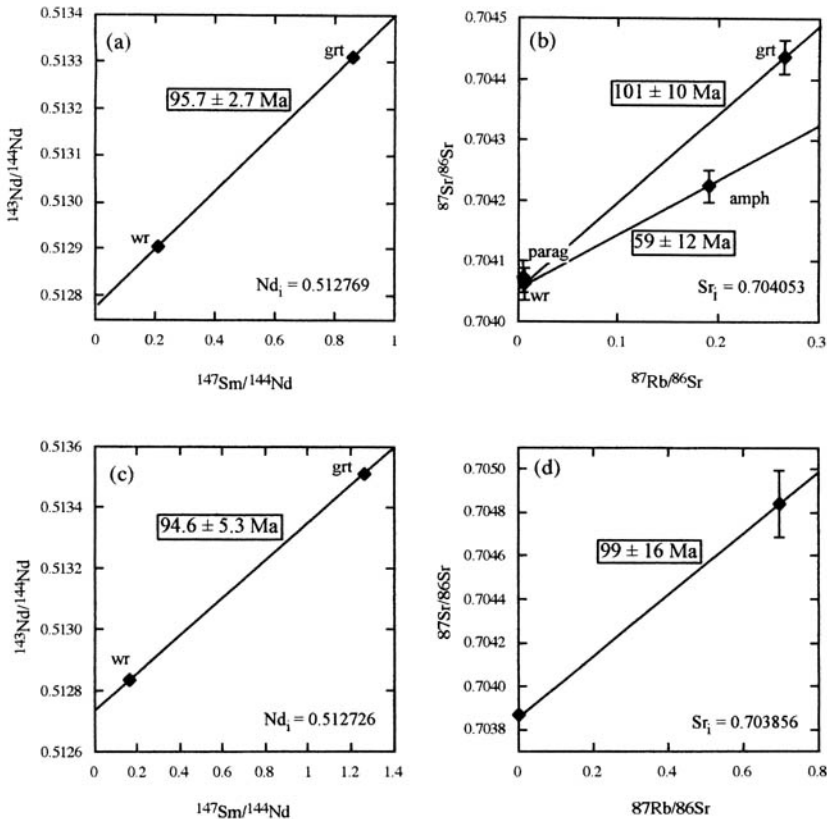 (a)
0.5134
0.5133
0.5132
0.5131
0.5130
0.5129
0.5128
¹⁴³Nd/¹⁴⁴Nd
grt
95.7 ± 2.7 Ma
wr
Ndᵢ = 0.512769
0
0.2
0.4
0.6
0.8
1
¹⁴⁷Sm/¹⁴⁴Nd
(b)
0.7045
0.7044
0.7043
0.7042
0.7041
0.7040
⁸⁷Sr/⁸⁶Sr
grt
101 ± 10 Ma
amph
59 ± 12 Ma
parag
wr
Srᵢ = 0.704053
0
0.1
0.2
0.3
⁸⁷Rb/⁸⁶Sr
(c)
0.5136
0.5134
0.5132
0.5130
0.5128
0.5126
¹⁴³Nd/¹⁴⁴Nd
grt
94.6 ± 5.3 Ma
wr
Ndᵢ = 0.512726
0
0.2
0.4
0.6
0.8
1.0
1.2
1.4
¹⁴⁷Sm/¹⁴⁴Nd
(d)
0.7050
0.7048
0.7046
0.7044
0.7042
0.7040
0.7038
87Sr/86Sr
99 ± 16 Ma
Srᵢ = 0.703856
0
0.2
0.4
0.6
0.8
87Rb/86Sr